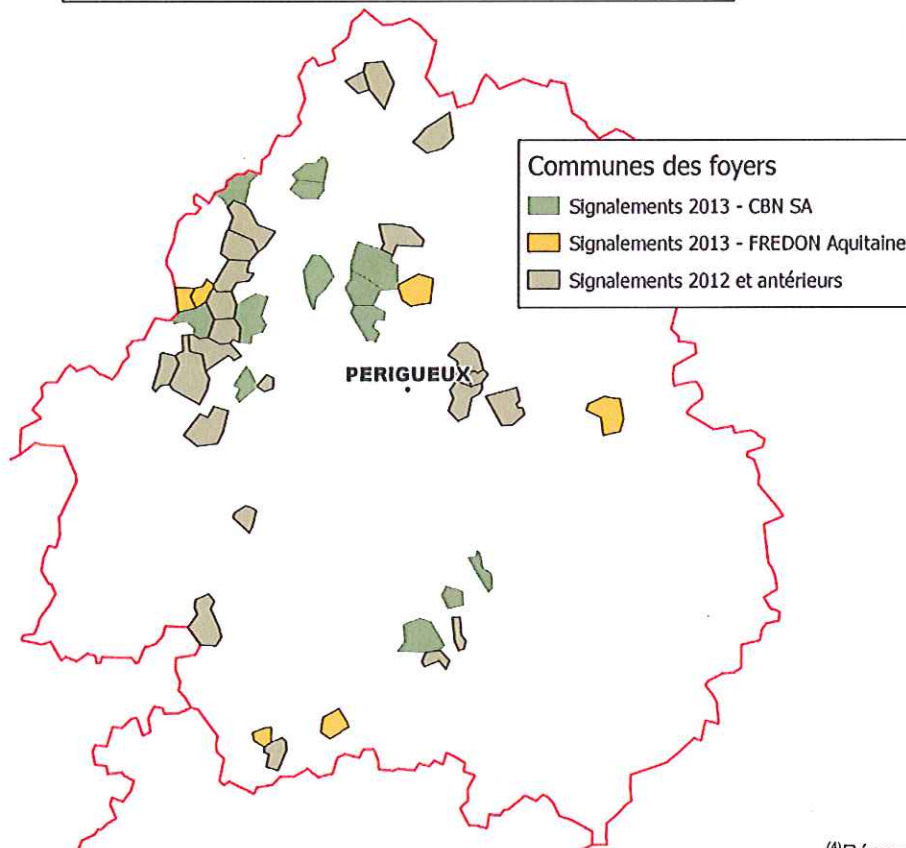 Communes des foyers
Signalements 2013 - CBN SA
Signalements 2013 - FREDON Aquitaine
Signalements 2012 et antérieurs
PERIGUEUX